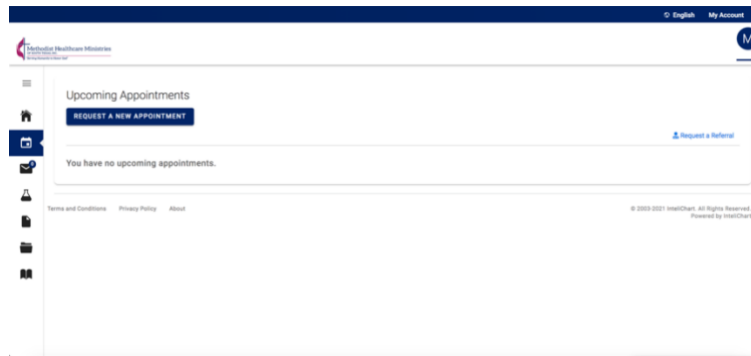 English My Account
Methodist Healthcare Ministries
M
Upcoming Appointments
REQUEST A NEW APPOINTMENT
Request a Referral
You have no upcoming appointments.
Terms and Conditions Privacy Policy About
© 2003-2021 InteliChart. All Rights Reserved.
Powered by InteliChart